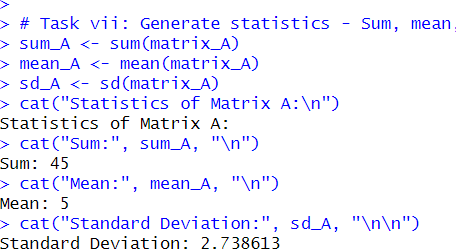 >
> # Task vii: Generate statistics - Sum, mean,
> sum_A <- sum(matrix_A)
> mean_A <- mean(matrix_A)
> sd_A <- sd(matrix_A)
> cat("Statistics of Matrix A:\n")
Statistics of Matrix A:
> cat("Sum:", sum_A, "\n")
Sum: 45
> cat("Mean:", mean_A, "\n")
Mean: 5
> cat("Standard Deviation:", sd_A, "\n\n")
Standard Deviation: 2.738613